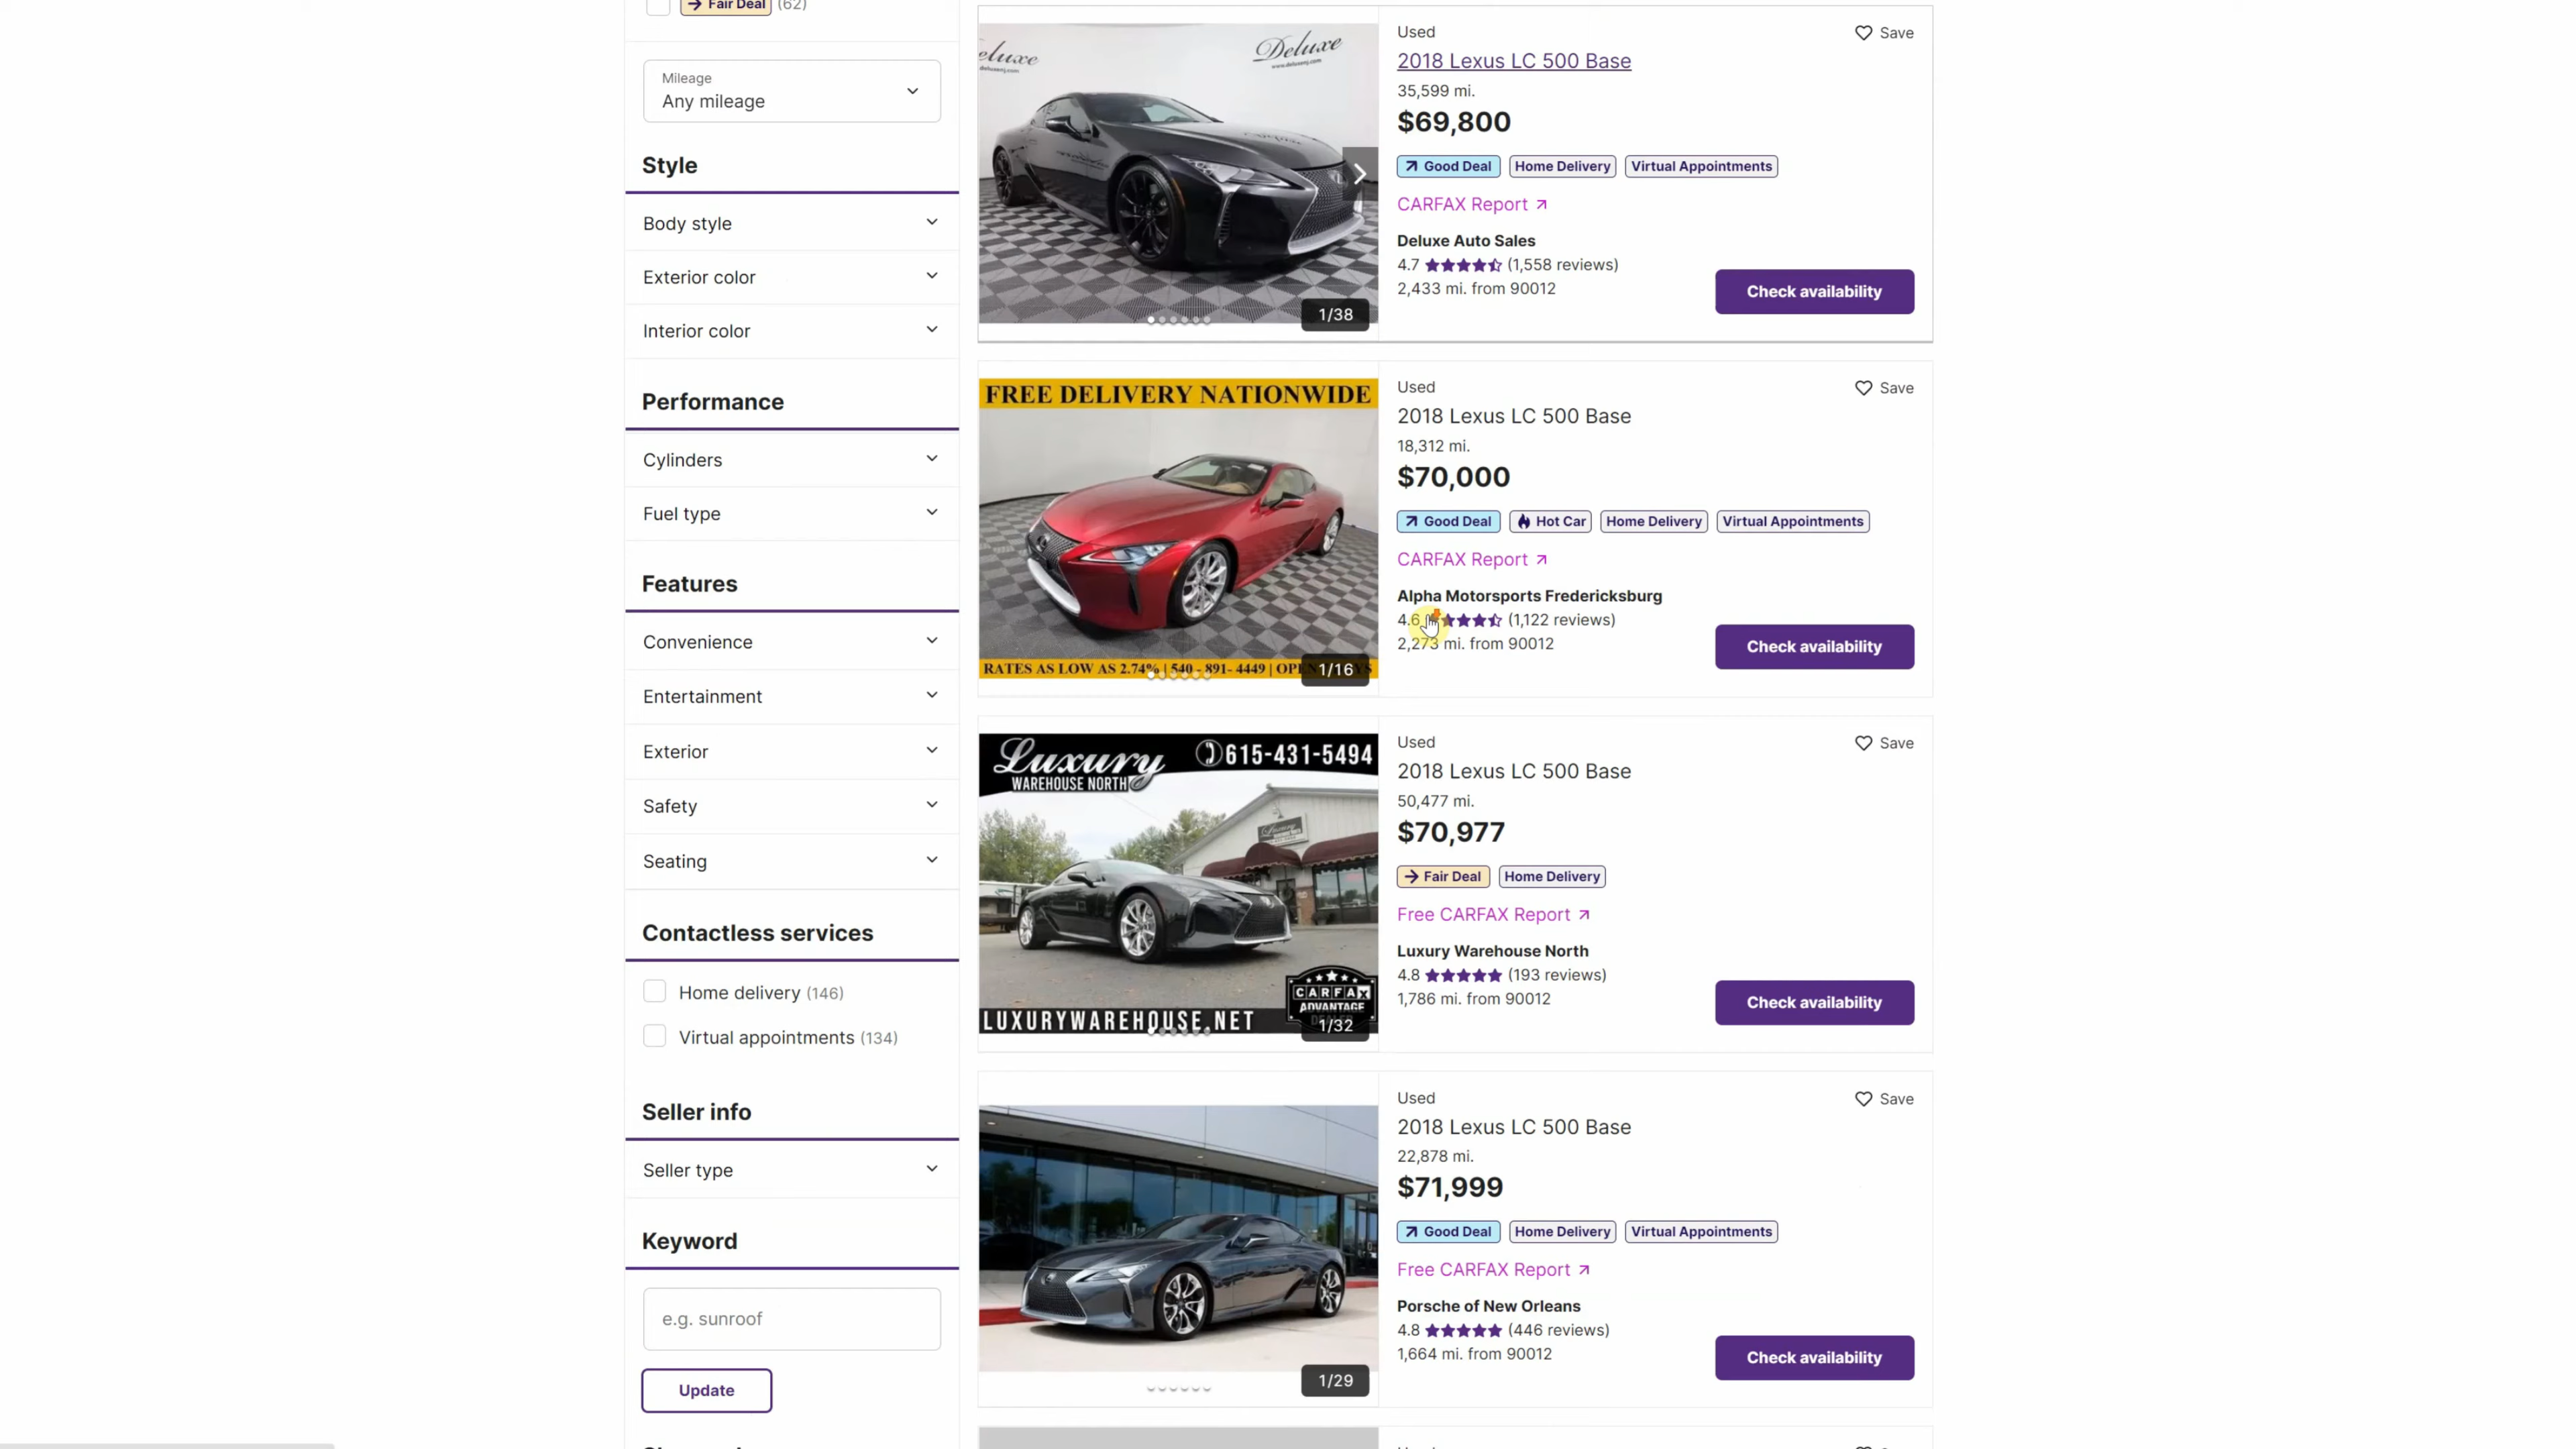 Fair Deal (62)
Mileage
Any mileage
Style
Body style
Exterior color
Interior color
Performance
Cylinders
Fuel type
Features
Convenience
Entertainment
Exterior
Safety
Seating
Contactless services
Home delivery (146)
Virtual appointments (134)
Seller info
Seller type
Keyword
e.g. sunroof
Update
Deluxe
www.deluxenj.com
1/38
Used
Save
2018 Lexus LC 500 Base
35,599 mi.
$69,800
Good Deal Home Delivery Virtual Appointments
CARFAX Report
Deluxe Auto Sales
4.7 (1,558 reviews)
2,433 mi. from 90012
Check availability
FREE DELIVERY NATIONWIDE
RATES AS LOW AS 2.74% | 540 - 891- 4449 |
1/16
Used
Save
2018 Lexus LC 500 Base
18,312 mi.
$70,000
Good Deal Hot Car Home Delivery Virtual Appointments
CARFAX Report
Alpha Motorsports Fredericksburg
4.6 (1,122 reviews)
2,273 mi. from 90012
Check availability
Luxury 615-431-5494
WAREHOUSE NORTH
CARFAX
ADVANTAGE
LUXURYWAREHOUSE.NET
1/32
Used
Save
2018 Lexus LC 500 Base
50,477 mi.
$70,977
Fair Deal Home Delivery
Free CARFAX Report
Luxury Warehouse North
4.8 (193 reviews)
1,786 mi. from 90012
Check availability
1/29
Used
Save
2018 Lexus LC 500 Base
22,878 mi.
$71,999
Good Deal Home Delivery Virtual Appointments
Free CARFAX Report
Porsche of New Orleans
4.8 (446 reviews)
1,664 mi. from 90012
Check availability